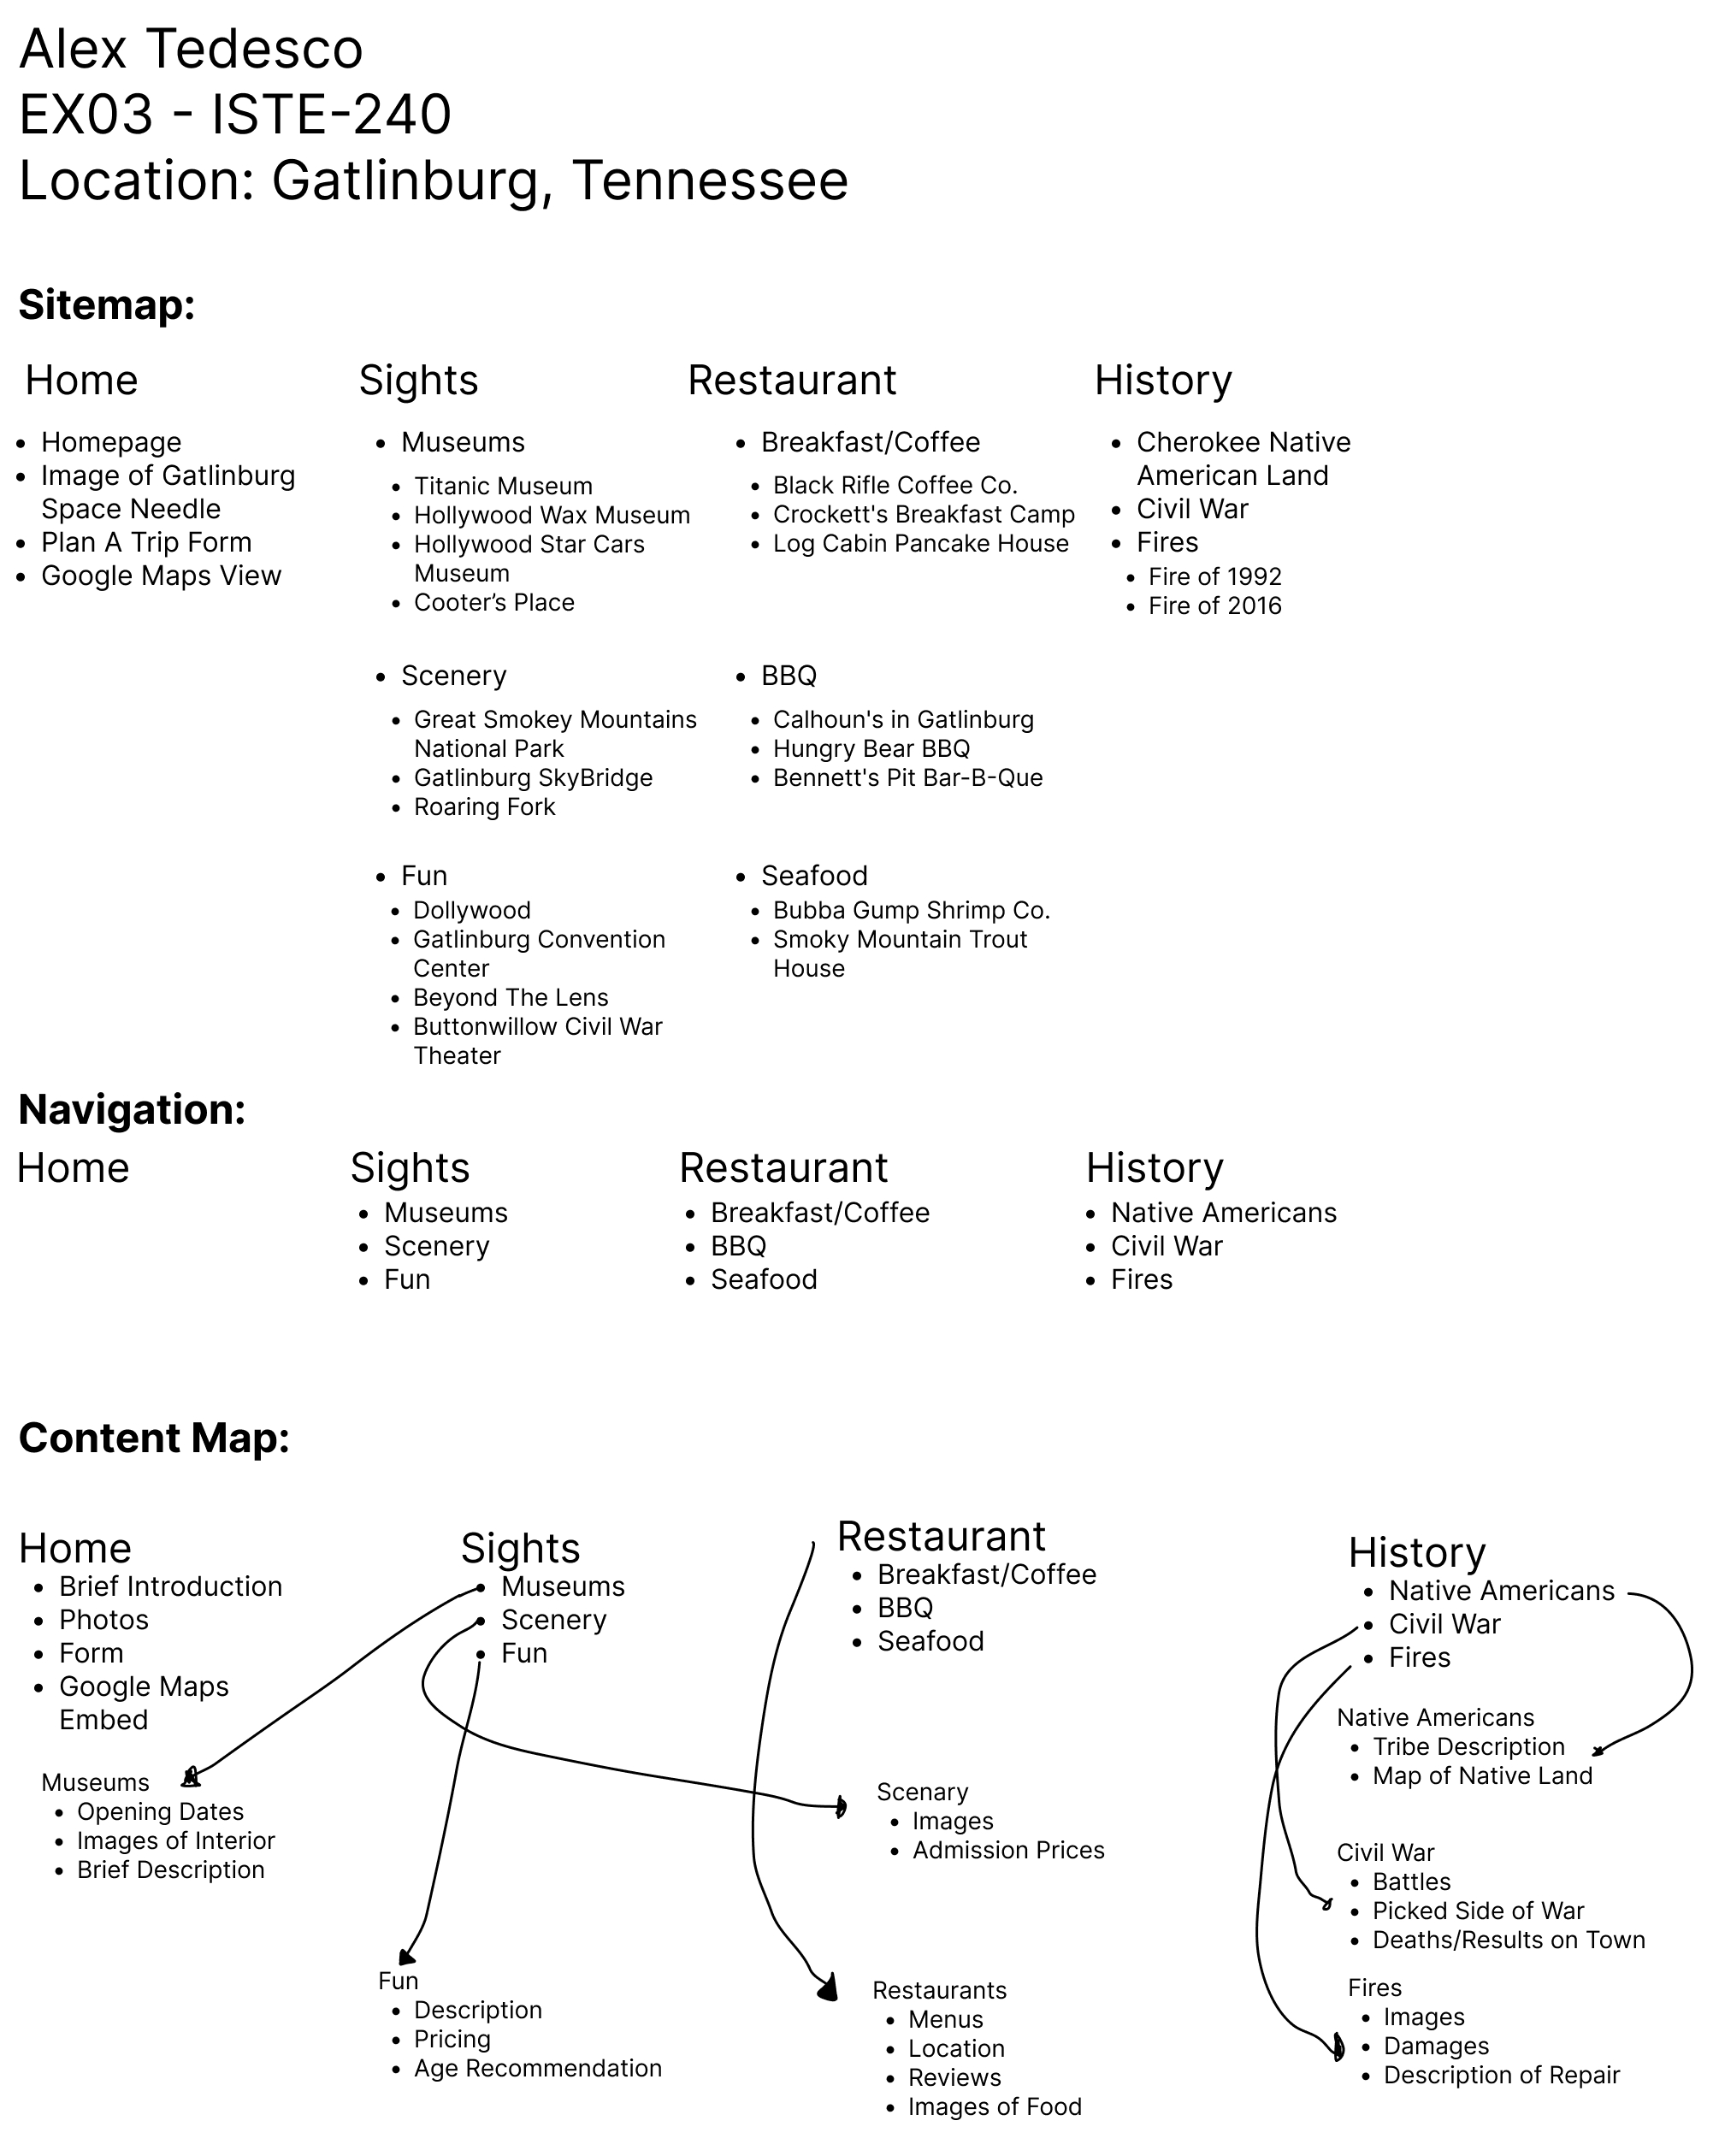 Alex Tedesco
EX03 - ISTE-240
Location: Gatlinburg, Tennessee
Sitemap:
Home
Homepage
Image of Gatlinburg
Space Needle
Plan A Trip Form
Google Maps View
Sights
Museums
Titanic Museum
Hollywood Wax Museum
Hollywood Star Cars
Museum
Cooter’s Place
Scenery
Great Smokey Mountains
National Park
Gatlinburg SkyBridge
Roaring Fork
Fun
Dollywood
Gatlinburg Convention
Center
Beyond The Lens
Buttonwillow Civil War
Theater
Restaurant
Breakfast/Coffee
Black Rifle Coffee Co.
Crockett's Breakfast Camp
Log Cabin Pancake House
BBQ
Calhoun's in Gatlinburg
Hungry Bear BBQ
Bennett's Pit Bar-B-Que
Seafood
Bubba Gump Shrimp Co.
Smoky Mountain Trout
House
History
Cherokee Native
American Land
Civil War
Fires
Fire of 1992
Fire of 2016
Navigation:
Home
Sights
Museums
Scenery
Fun
Restaurant
Breakfast/Coffee
BBQ
Seafood
History
Native Americans
Civil War
Fires
Content Map:
Home
Brief Introduction
Photos
Form
Google Maps
Embed
Museums
Opening Dates
Images of Interior
Brief Description
Sights
Museums
Scenery
Fun
Fun
Description
Pricing
Age Recommendation
Restaurant
Breakfast/Coffee
BBQ
Seafood
Scenary
Images
Admission Prices
Restaurants
Menus
Location
Reviews
Images of Food
History
Native Americans
Civil War
Fires
Native Americans
Tribe Description
Map of Native Land
Civil War
Battles
Picked Side of War
Deaths/Results on Town
Fires
Images
Damages
Description of Repair